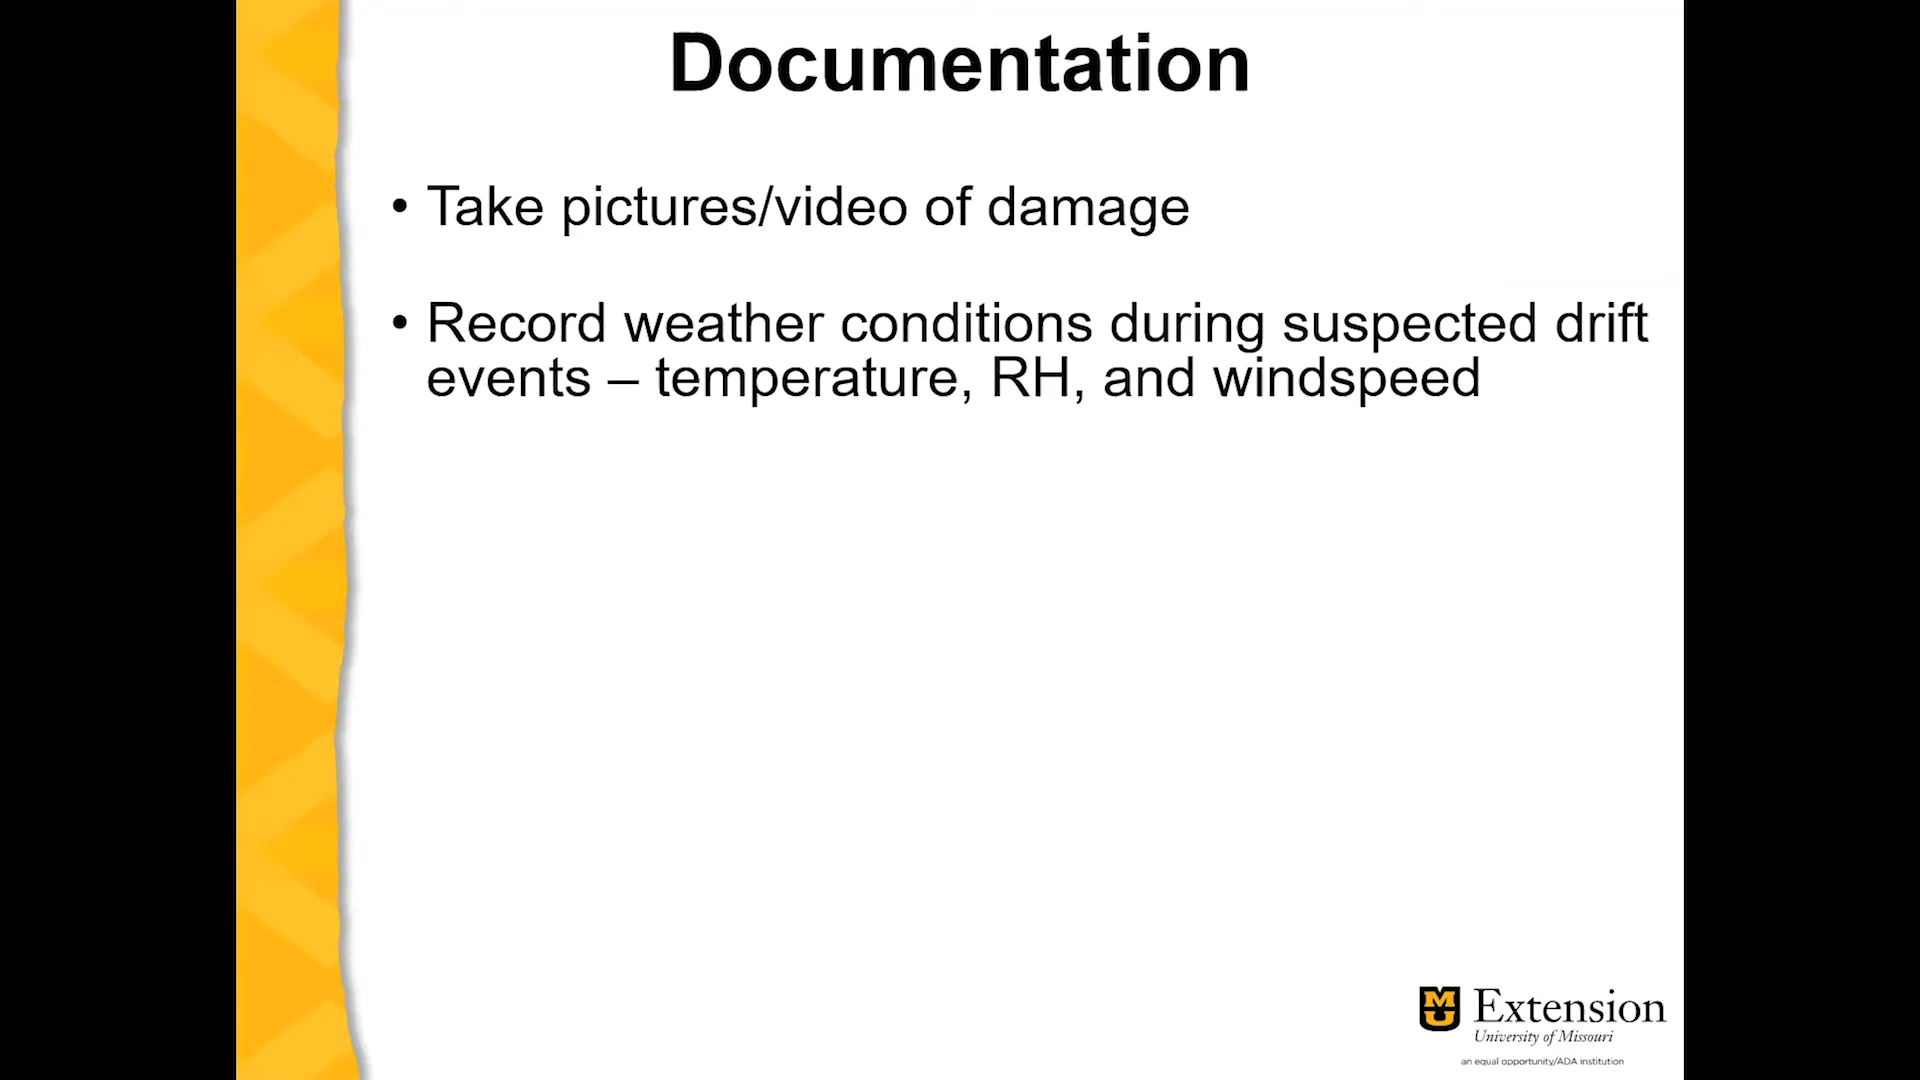 Documentation
• Take pictures/video of damage
• Record weather conditions during suspected drift
events – temperature, RH, and windspeed
MU Extension
University of Missouri
an equal opportunity/ADA institution